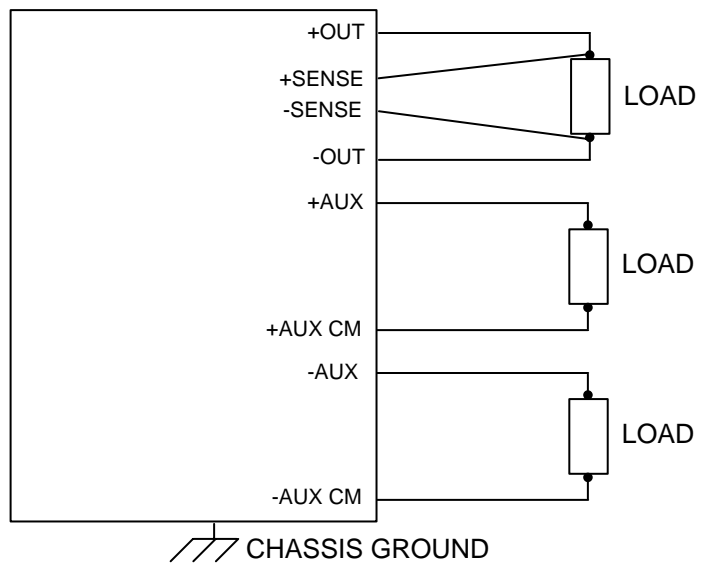 +OUT
+SENSE
LOAD
-SENSE
-OUT
+AUX
LOAD
+AUX CM
-AUX
LOAD
-AUX CM
CHASSIS GROUND